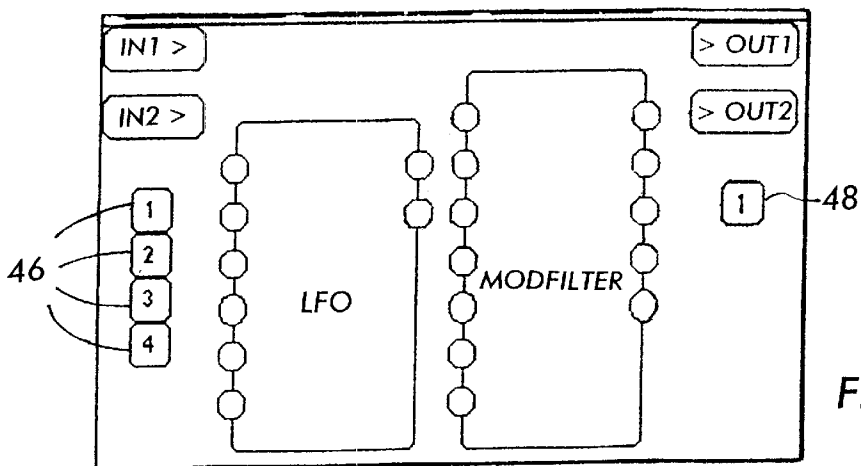 IN1 >
> OUT1
IN2 >
> OUT2
1
1
48
2
46
3
4
LFO
MODFILTER
F